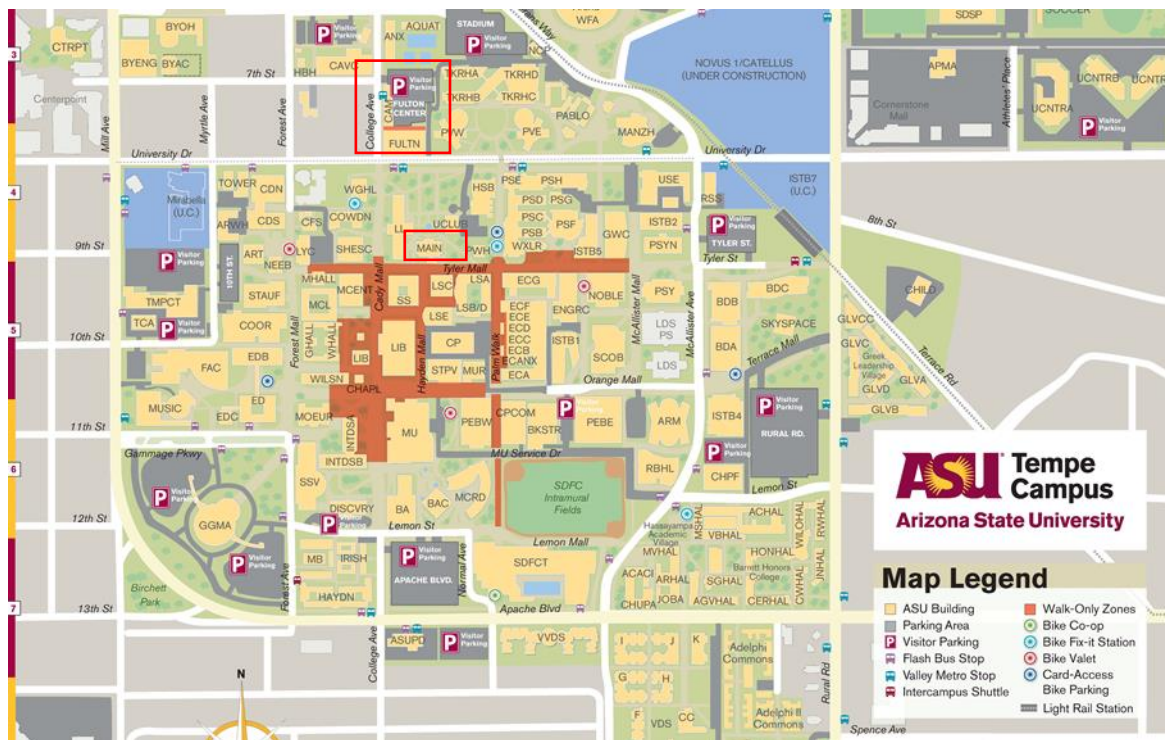 BYOH
CTRPT
BYENG
BYAC
3
Visitor
Parking
HBH
CAVC
ANX
AQUAT
STADIUM
Visitor
Parking
WFA
NCP
SDSP
SOCCER
7th St
Centerpoint
Mill Ave
Myrtle Ave
Forest Ave
College Ave
Visitor
Parking
CAM
FULTON
CENTER
FULTN
TKRHA
TKRHD
TKRHB
TKRHC
PVW
PVE
PABLO
MANZH
NOVUS 1/CATELLUS
(UNDER CONSTRUCTION)
APMA
Cornerstone
Mall
Athletes' Place
UCNTRA
UCNTRB
UCNTRC
Visitor
Parking
University Dr
University Dr
4
Mirabella
(U.C.)
TOWER
CDN
WGHL
HSB
PSE
PSH
USE
RSS
ISTB7
(U.C.)
ARWH
CDS
CFS
COWDN
LL
UCLUB
PSD
PSG
PSC
PSB
PSF
GWC
ISTB2
PSYN
9th St
ART
NEEB
LYC
SHESC
MAIN
PWH
WXLR
ISTB5
Visitor
Parking
TYLER ST.
Tyler St
8th St
Visitor
Parking
10TH ST.
Tyler Mall
MHALL
MCENT
Cady Mall
LSC
LSA
ECG
NOBLE
PSY
McAllister Mall
McAllister Ave
BDB
BDC
CHILD
TMPCT
STAUF
MCL
SS
LSB/D
LSE
ECF
ECE
ECD
ECC
ECB
CANX
ECA
ENGRC
5
TCA
Visitor
Parking
COOR
10th St
Forest Mall
GHALL
WHALL
LIB
LIB
Hayden Mall
CP
Palm Walk
ISTB1
SCOB
LDS
PS
LDS
BDA
SKYSPACE
Terrace Mall
GLVCC
GLVC
Greek
Leadership
Village
GLVD
GLVA
GLVB
Terrace Rd
EDB
FAC
WILSN
CHAPL
STPV
MUR
Orange Mall
MUSIC
EDC
ED
MOEUR
INTDSA
MU
PEBW
CPCOM
BKSTR
Visitor
Parking
PEBE
ARM
ISTB4
Visitor
Parking
RURAL RD.
11th St
Gammage Pkwy
INTDSB
MU Service Dr
Visitor
Parking
6
Visitor
Parking
SSV
RBHL
CHPF
Lemon St
GGMA
DISCVRY
Visitor
Parking
BA
BAC
MCRD
SDFC
Intramural
Fields
12th St
Lemon St
Lemon Mall
Hassayampa
Academic
Village
MSHAL
ACHAL
VBHAL
WILOHAL
RWHAL
Visitor
Parking
MB
IRISH
Visitor
Parking
APACHE BLVD.
Normal Ave
SDFCT
MVHAL
HONHAL
Barrett Honors
College
JNHAL
CWHAL
ACACI
ARHAL
SGHAL
Birchett
Park
Forest Ave
HAYDN
JOBA
AGVHAL
CERHAL
CHUPA
7
13th St
Apache Blvd
College Ave
ASUPD
Visitor
Parking
VVDS
I
J
K
H
G
F
VDS
CC
Adelphi
Commons
Adelphi II
Commons
Rural Rd
Spence Ave
N
ASU Tempe
Campus
Arizona State University
Map Legend
ASU Building
Parking Area
Visitor Parking
Flash Bus Stop
Valley Metro Stop
Intercampus Shuttle
Walk-Only Zones
Bike Co-op
Bike Fix-it Station
Bike Valet
Card-Access
Bike Parking
Light Rail Station